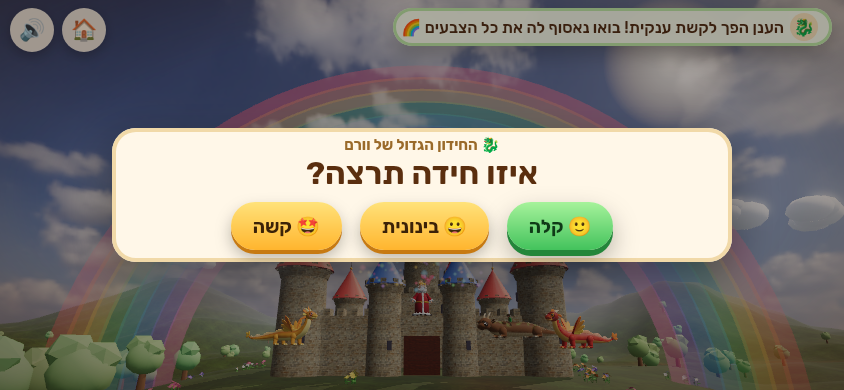 הענן הפך לקשת ענקית! בואו נאסוף לה את כל הצבעים
החידון הגדול של וורם
איזו חידה תרצה?
קלה
בינונית
קשה